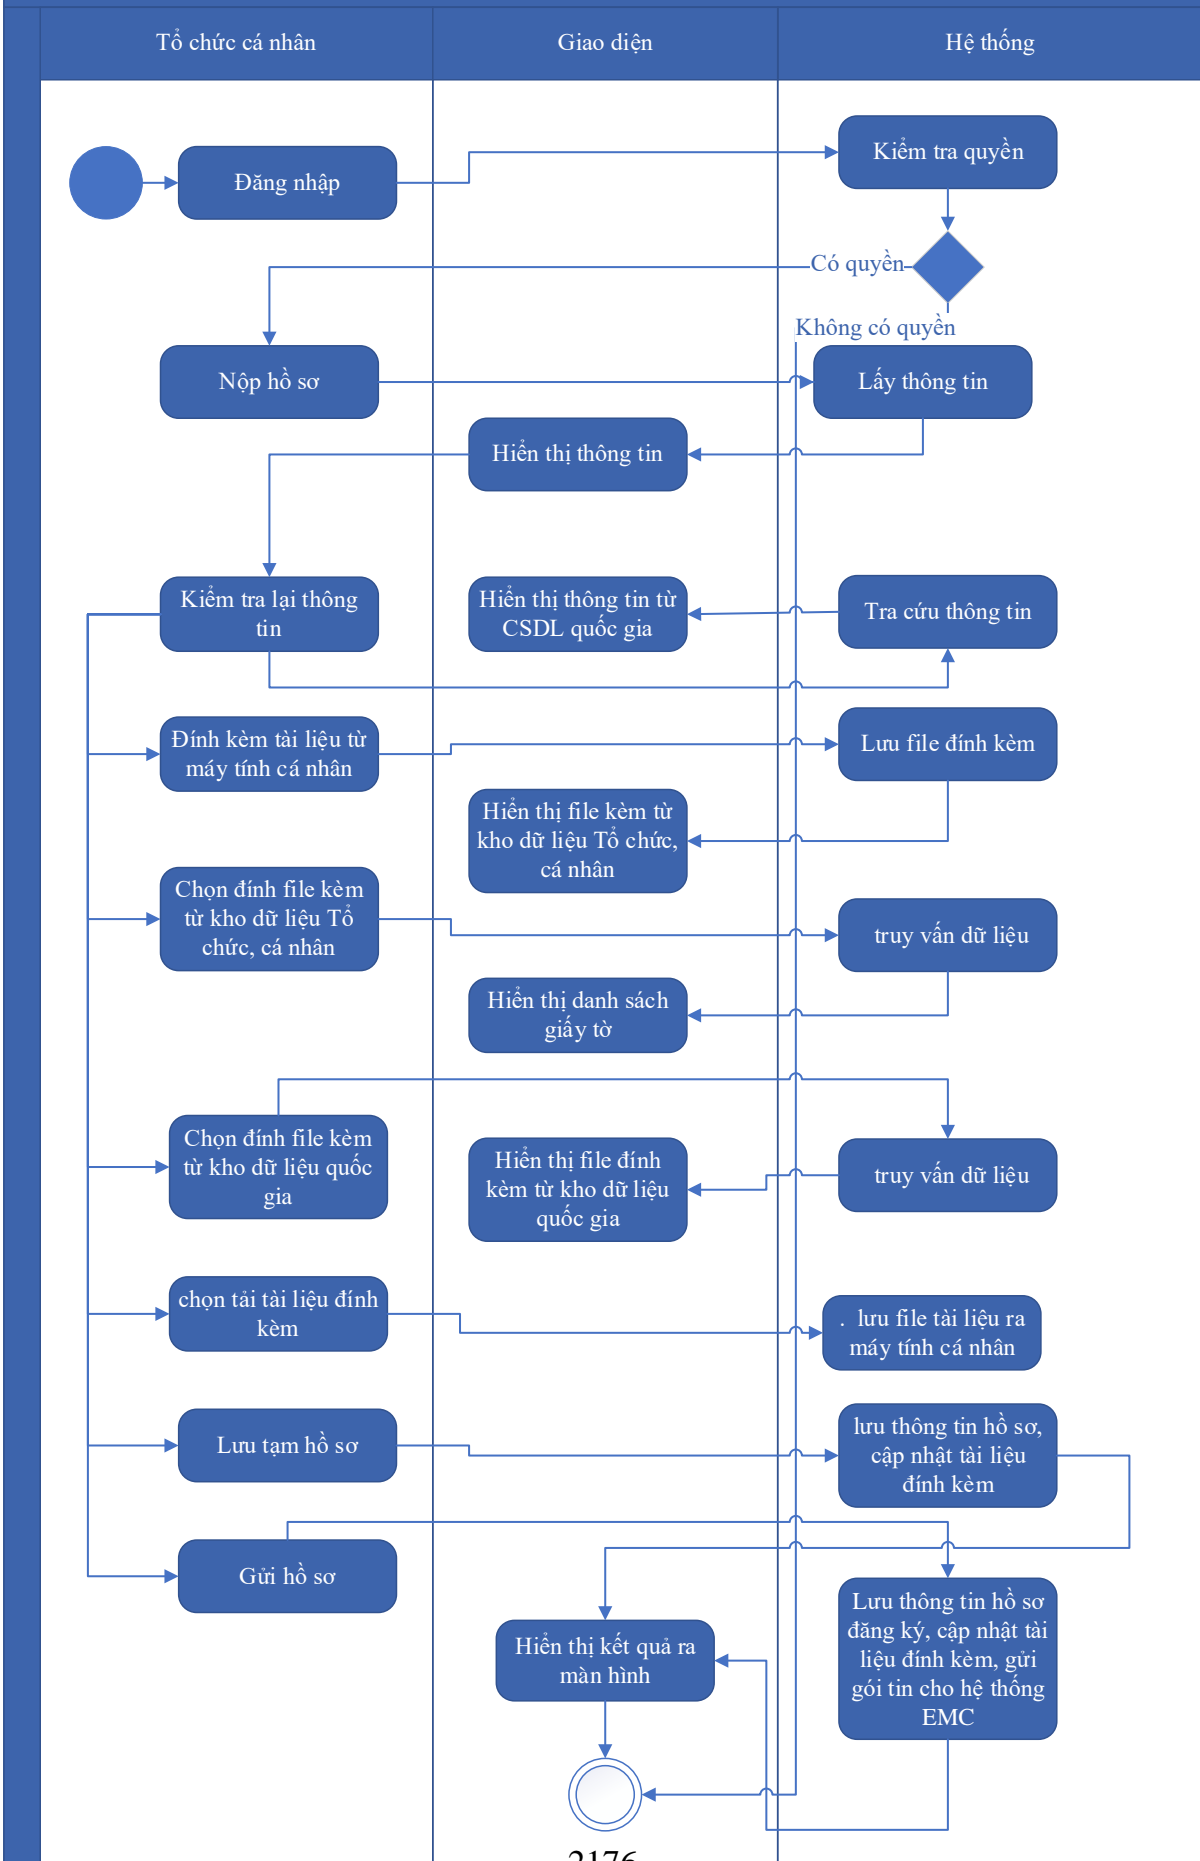 Tổ chức cá nhân
Giao diện
Hệ thống
Kiểm tra quyền
Đăng nhập
Có quyền
Không có quyền
Nộp hồ sơ
Lấy thông tin
Hiển thị thông tin
Kiểm tra lại thông
tin
Hiển thị thông tin từ
CSDL quốc gia
Tra cứu thông tin
Đính kèm tài liệu từ
máy tính cá nhân
Lưu file đính kèm
Hiển thị file kèm từ
kho dữ liệu Tổ chức,
cá nhân
Chọn đính file kèm
từ kho dữ liệu Tổ
chức, cá nhân
truy vấn dữ liệu
Hiển thị danh sách
giấy tờ
Chọn đính file kèm
từ kho dữ liệu quốc
gia
Hiển thị file đính
kèm từ kho dữ liệu
quốc gia
truy vấn dữ liệu
chọn tải tài liệu đính
kèm
. lưu file tài liệu ra
máy tính cá nhân
Lưu tạm hồ sơ
lưu thông tin hồ sơ,
cập nhật tài liệu
đính kèm
Gửi hồ sơ
Lưu thông tin hồ sơ
đăng ký, cập nhật tài
liệu đính kèm, gửi
gói tin cho hệ thống
EMC
Hiển thị kết quả ra
màn hình
2176